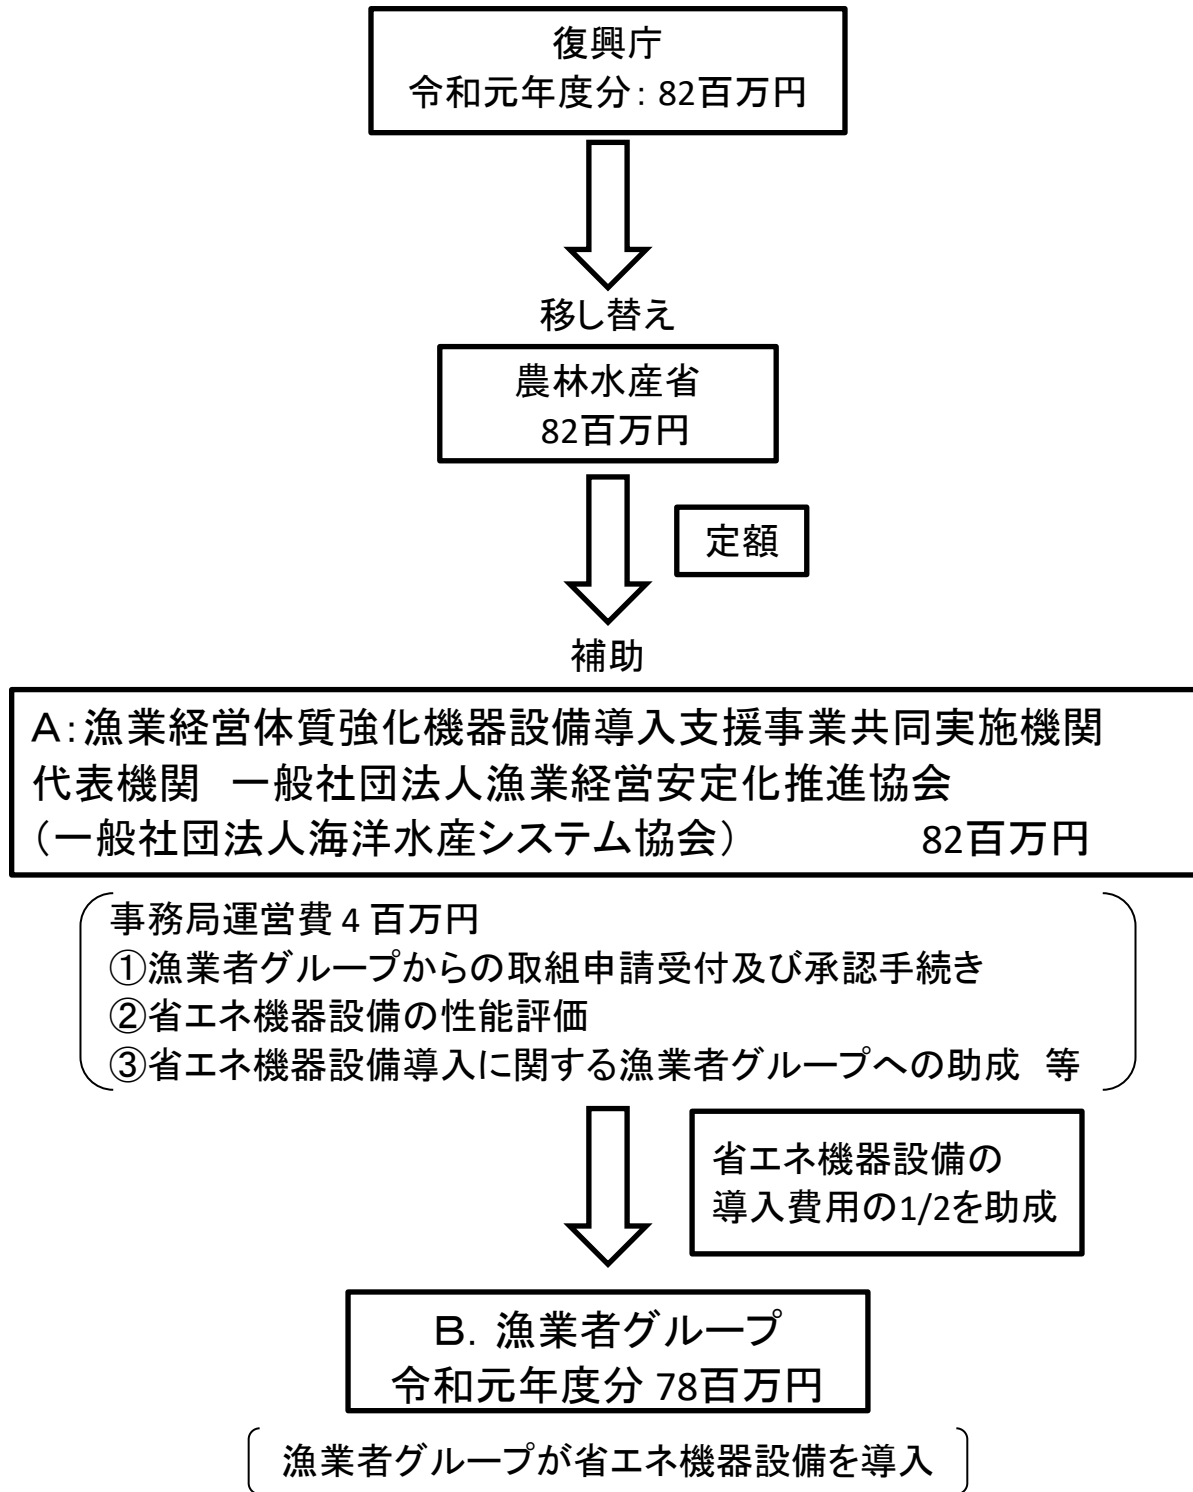 復興庁
令和元年度分：82百万円
移し替え
農林水産省
82百万円
定額
補助
Ａ：漁業経営体質強化機器設備導入支援事業共同実施機関
代表機関　一般社団法人漁業経営安定化推進協会
（一般社団法人海洋水産システム協会）　　　82百万円
事務局運営費４百万円
①漁業者グループからの取組申請受付及び承認手続き
②省エネ機器設備の性能評価
③省エネ機器設備導入に関する漁業者グループへの助成　等
省エネ機器設備の
導入費用の1/2を助成
Ｂ．漁業者グループ
令和元年度分 78百万円
漁業者グループが省エネ機器設備を導入